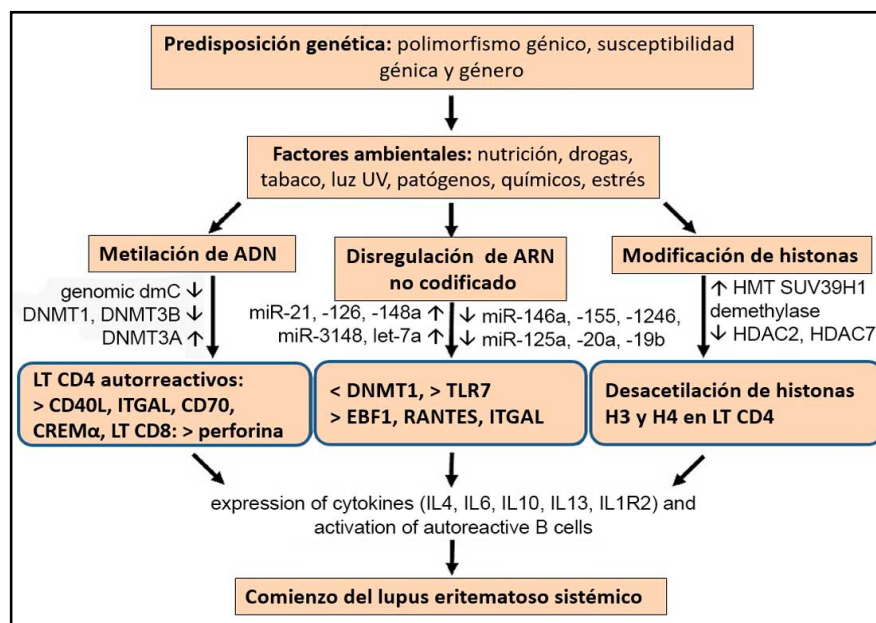 Predisposición genética: polimorfismo génico, susceptibilidad
génica y género
Factores ambientales: nutrición, drogas,
tabaco, luz UV, patógenos, químicos, estrés
Metilación de ADN
Disregulación de ARN
no codificado
Modificación de histonas
genomic dmC ↓
DNMT1, DNMT3B ↓
DNMT3A ↑
miR-21, -126, -148a ↑
miR-3148, let-7a ↑
↓ miR-146a, -155, -1246,
↓ miR-125a, -20a, -19b
↑ HMT SUV39H1
demethylase
↓ HDAC2, HDAC7
LT CD4 autorreactivos:
> CD40L, ITGAL, CD70,
CREMα, LT CD8: > perforina
< DNMT1, > TLR7
> EBF1, RANTES, ITGAL
Desacetilación de histonas
H3 y H4 en LT CD4
expression of cytokines (IL4, IL6, IL10, IL13, IL1R2) and
activation of autoreactive B cells
Comienzo del lupus eritematoso sistémico